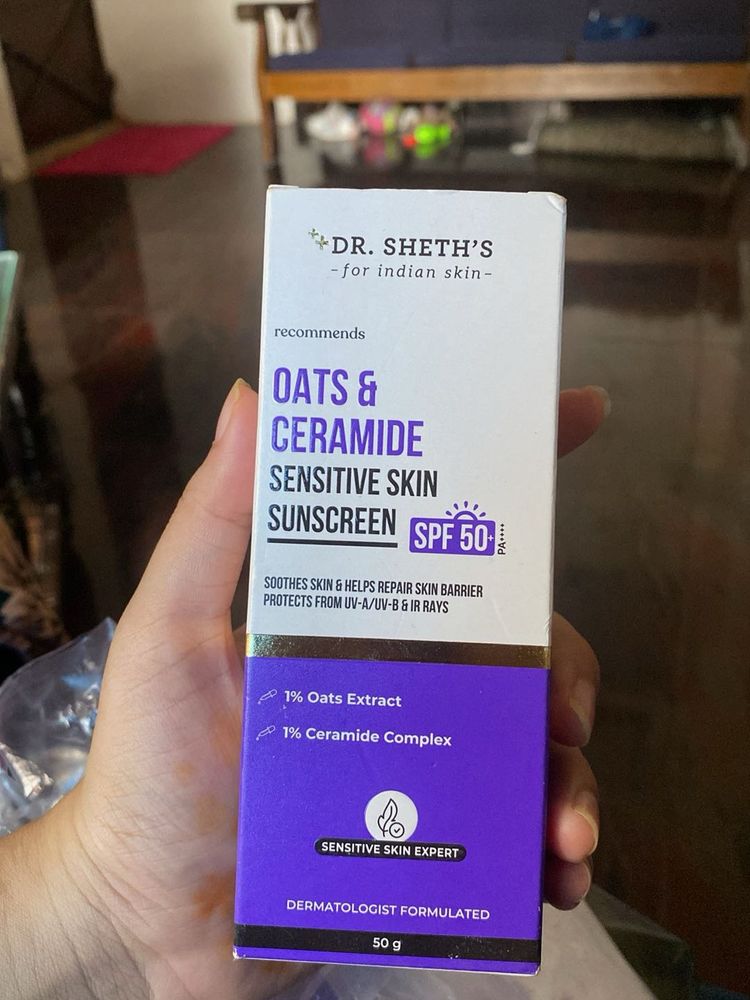 DR. SHETH'S
-for indian skin-
recommends
OATS &
CERAMIDE
SENSITIVE SKIN
SUNSCREEN SPF 50+ PA++++
SOOTHES SKIN & HELPS REPAIR SKIN BARRIER
PROTECTS FROM UV-A/UV-B & IR RAYS
1% Oats Extract
1% Ceramide Complex
SENSITIVE SKIN EXPERT
DERMATOLOGIST FORMULATED
50 g